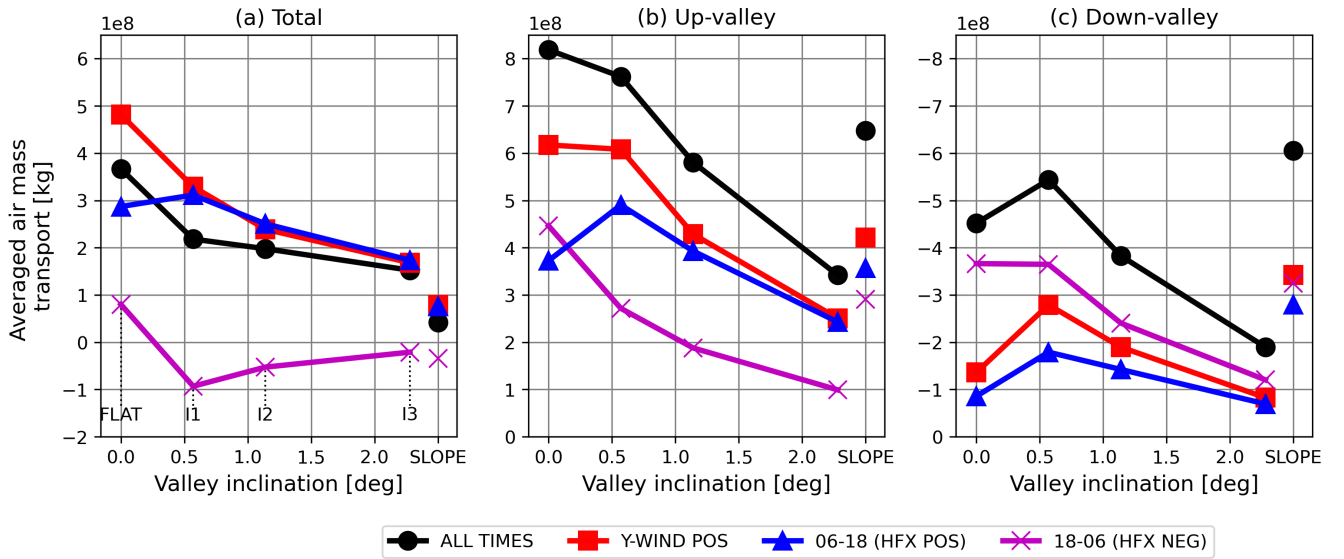 (a) Total
(b) Up-valley
(c) Down-valley
1e8
1e8
1e8
Averaged air mass
transport [kg]
6
5
4
3
2
1
0
−1
−2
FLAT
I1
I2
I3
0.0
0.5
1.0
1.5
2.0
SLOPE
Valley inclination [deg]
8
7
6
5
4
3
2
1
0
0.0
0.5
1.0
1.5
2.0
SLOPE
Valley inclination [deg]
−8
−7
−6
−5
−4
−3
−2
−1
0
0.0
0.5
1.0
1.5
2.0
SLOPE
Valley inclination [deg]
ALL TIMES
Y-WIND POS
06-18 (HFX POS)
18-06 (HFX NEG)